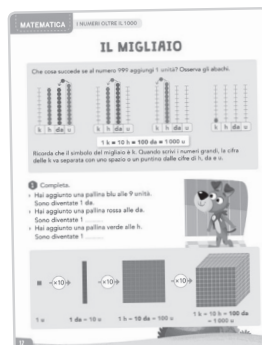 MATEMATICA
I NUMERI OLTRE IL 1000
IL MIGLIAIO
Che cosa succede se al numero 999 aggiungi 1 unità? Osserva gli abachi.
k h da u k h da u k h da u k h da u
1 k = 10 h = 100 da = 1000 u
Ricorda che il simbolo del migliaio è k. Quando scrivi i numeri grandi, la cifra
delle k va separata con uno spazio o un puntino dalle cifre di h, da e u.
1 Completa.
• Hai aggiunto una pallina blu alle 9 unità.
Sono diventate 1 da.
• Hai aggiunto una pallina rossa alle da.
Sono diventate 1
• Hai aggiunto una pallina verde alle h.
Sono diventate 1
×10 ×10 ×10
1 u 1 da = 10 u 1 h = 10 da = 100 u 1 k = 10 h = 100 da
= 1000 u